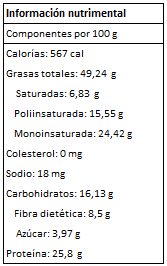 Información nutrimental
Componentes por 100 g
Calorías: 567 cal
Grasas totales: 49,24 g
Saturadas: 6,83 g
Poliinsaturada: 15,55 g
Monoinsaturada: 24,42 g
Colesterol: 0 mg
Sodio: 18 mg
Carbohidratos: 16,13 g
Fibra dietética: 8,5 g
Azúcar: 3,97 g
Proteína: 25,8 g